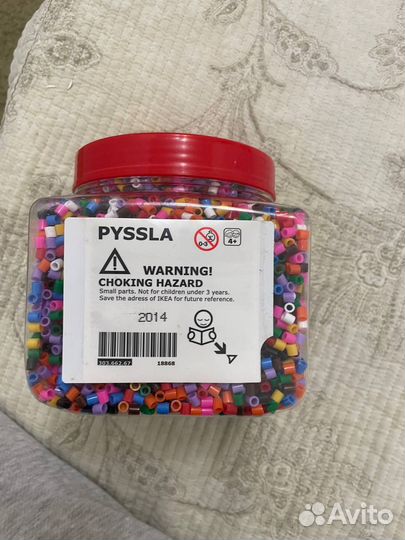 PYSSLA
0-3
4+
WARNING!
CHOKING HAZARD
Small parts. Not for children under 3 years.
Save the adress of IKEA for future reference.
2014
303.661.67
18868
Avito